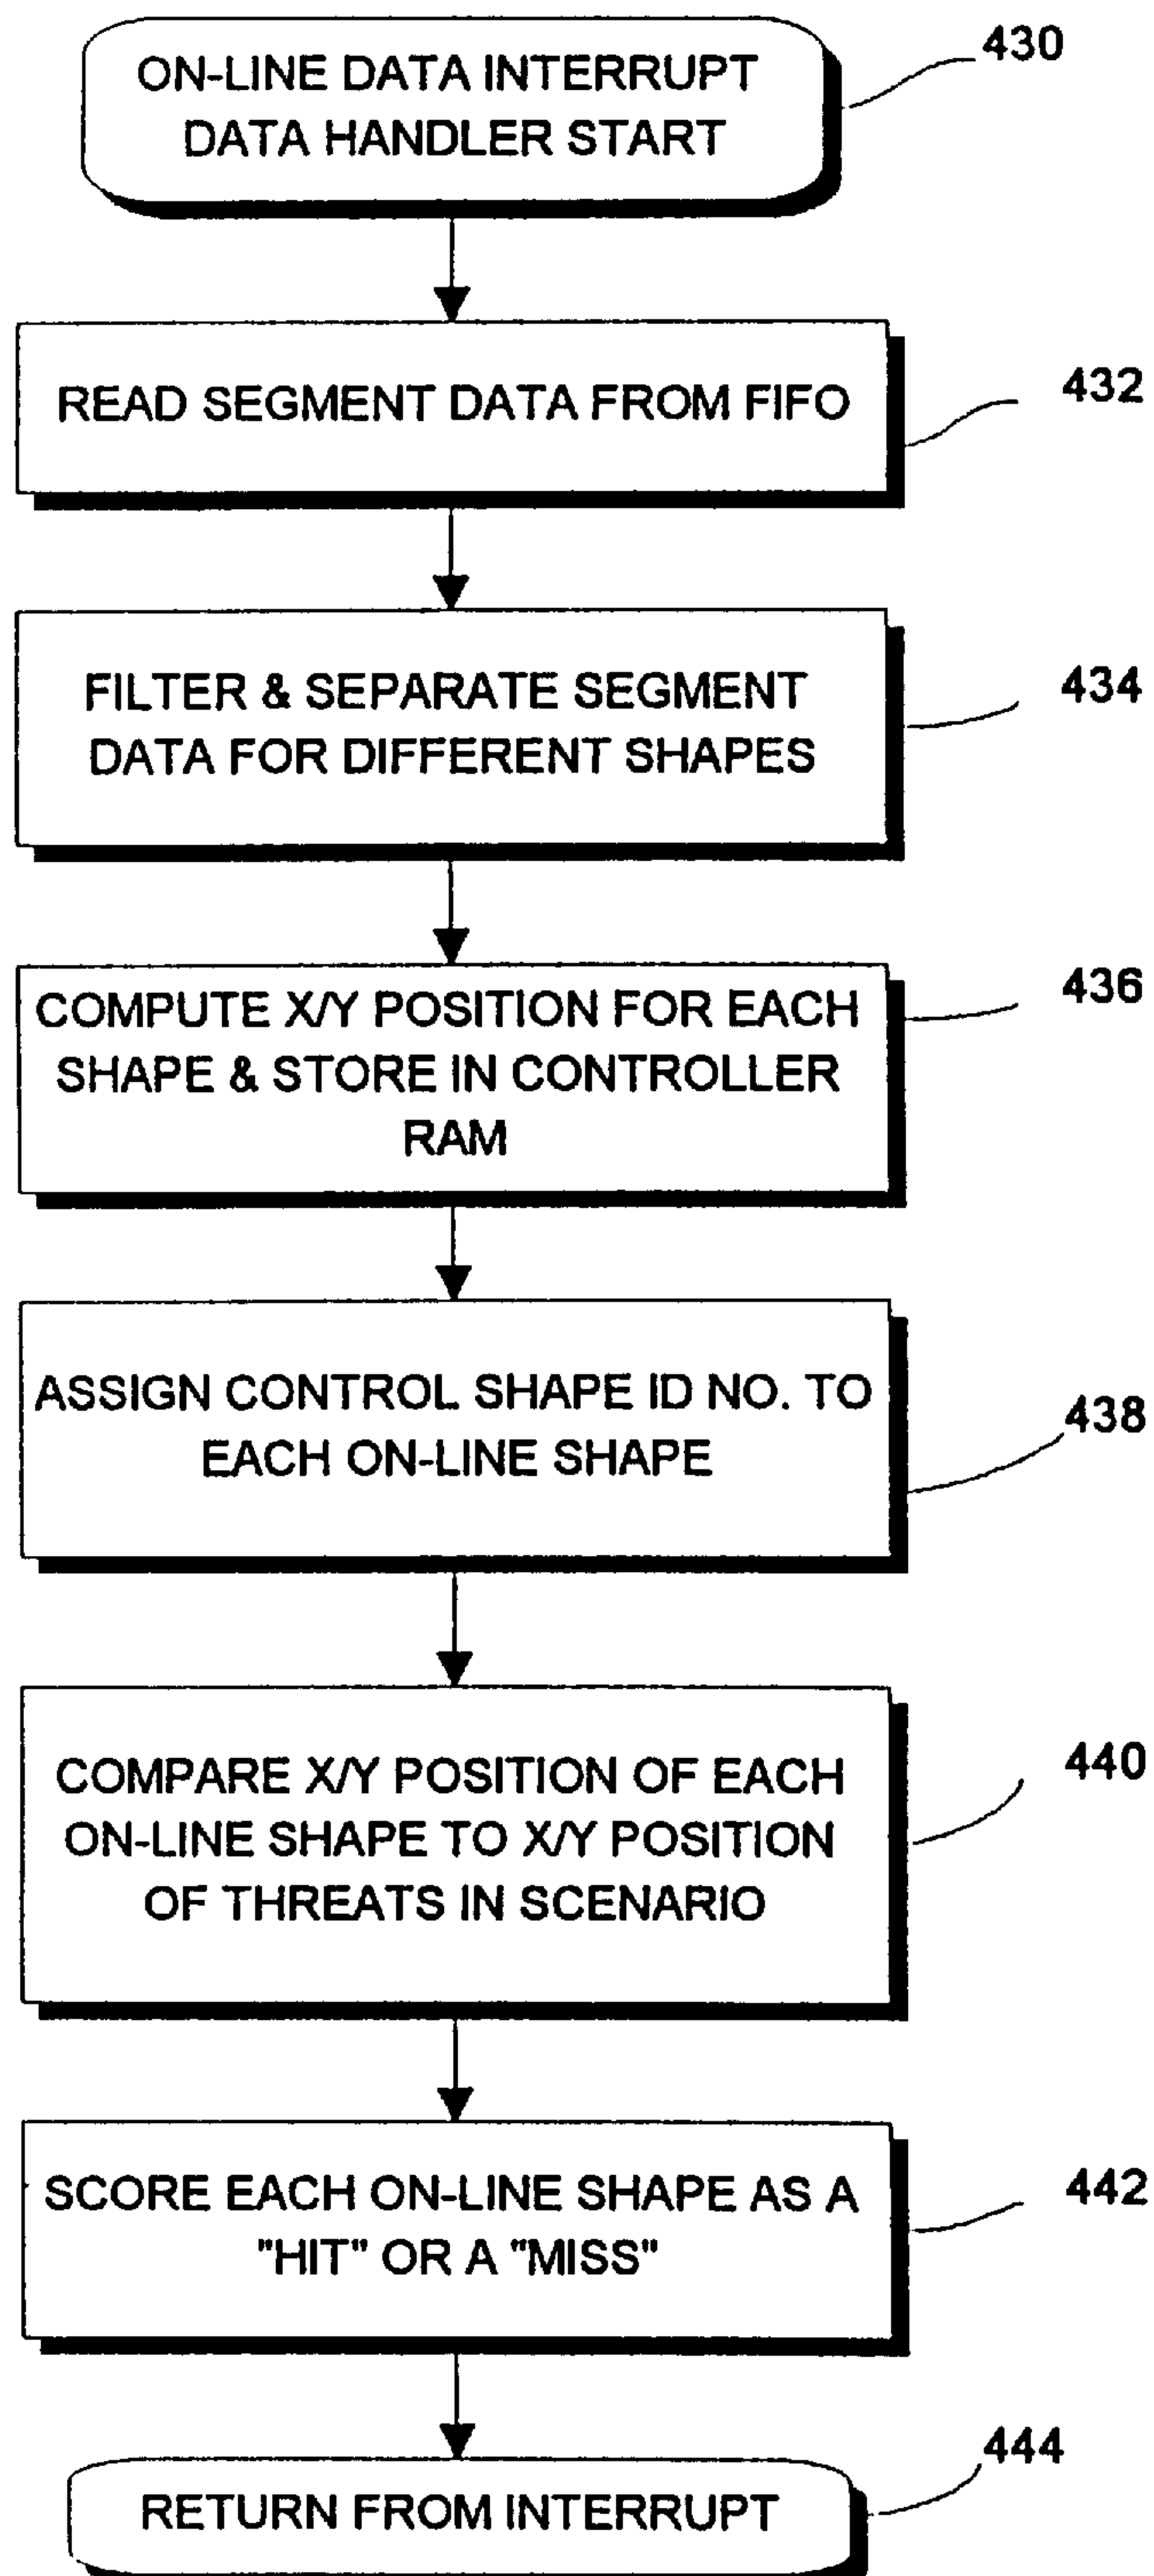 ON-LINE DATA INTERRUPT
DATA HANDLER START
430
READ SEGMENT DATA FROM FIFO
432
FILTER & SEPARATE SEGMENT
DATA FOR DIFFERENT SHAPES
434
COMPUTE X/Y POSITION FOR EACH
SHAPE & STORE IN CONTROLLER
RAM
436
ASSIGN CONTROL SHAPE ID NO. TO
EACH ON-LINE SHAPE
438
COMPARE X/Y POSITION OF EACH
ON-LINE SHAPE TO X/Y POSITION
OF THREATS IN SCENARIO
440
SCORE EACH ON-LINE SHAPE AS A
"HIT" OR A "MISS"
442
RETURN FROM INTERRUPT
444